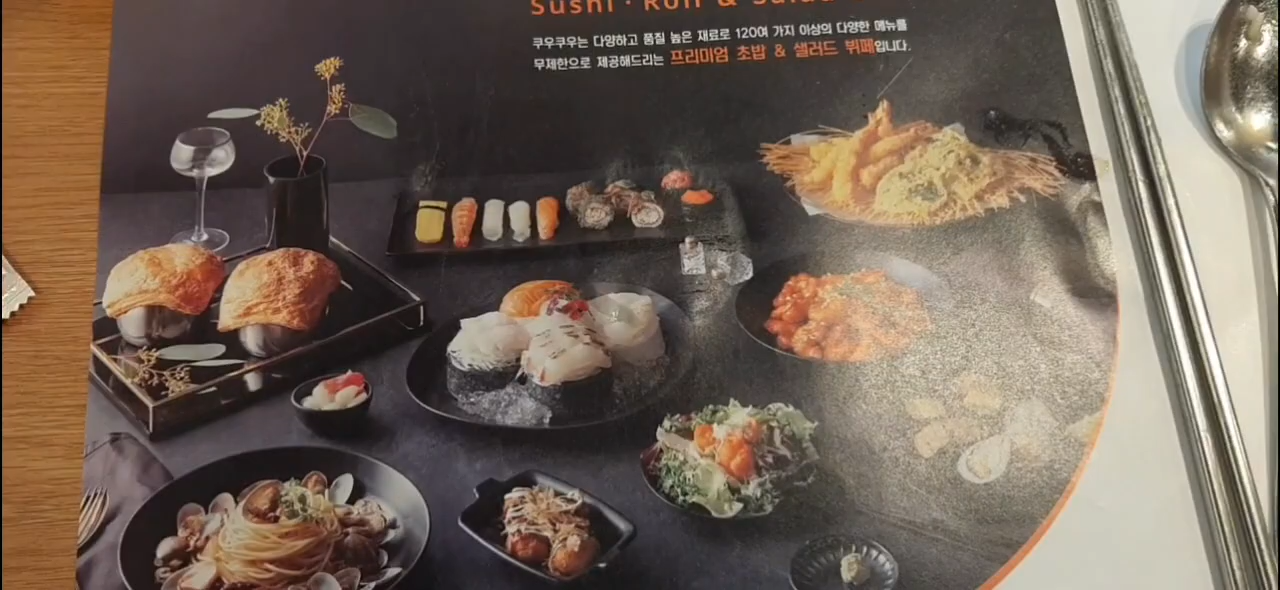 Sushi · Roll & Salad
쿠우쿠우는 다양하고 품질 높은 재료로 120여 가지 이상의 다양한 메뉴를
무제한으로 제공해드리는 프리미엄 초밥 & 샐러드 뷔페입니다.